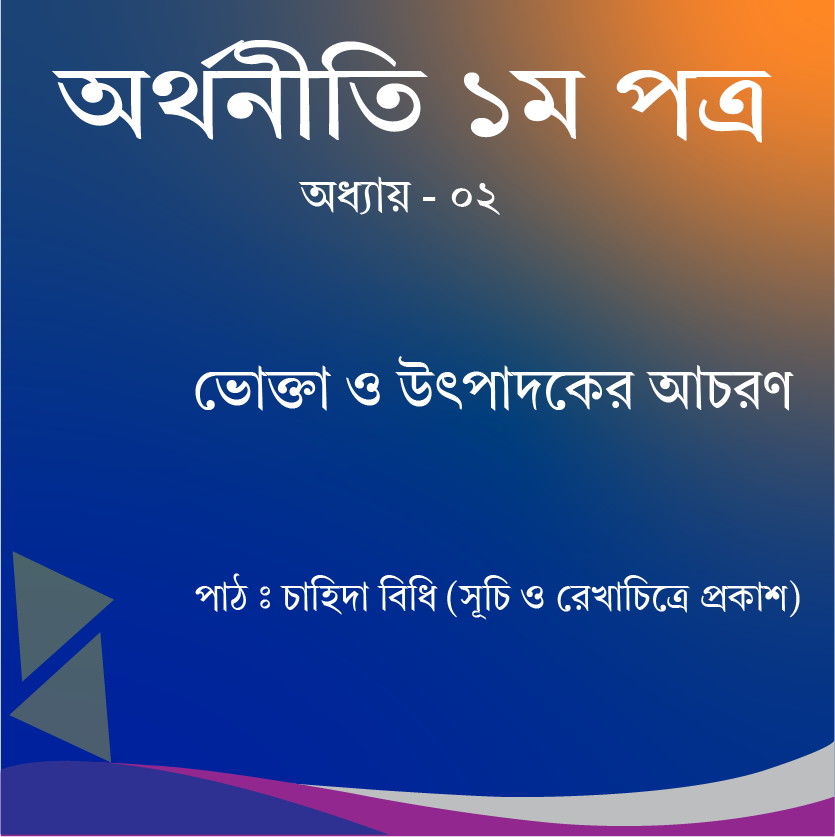 অর্থনীতি ১ম পত্র
অধ্যায় - ০২
ভোক্তা ও উৎপাদকের আচরণ
পাঠ ঃ চাহিদা বিধি (সূচি ও রেখাচিত্রে প্রকাশ)